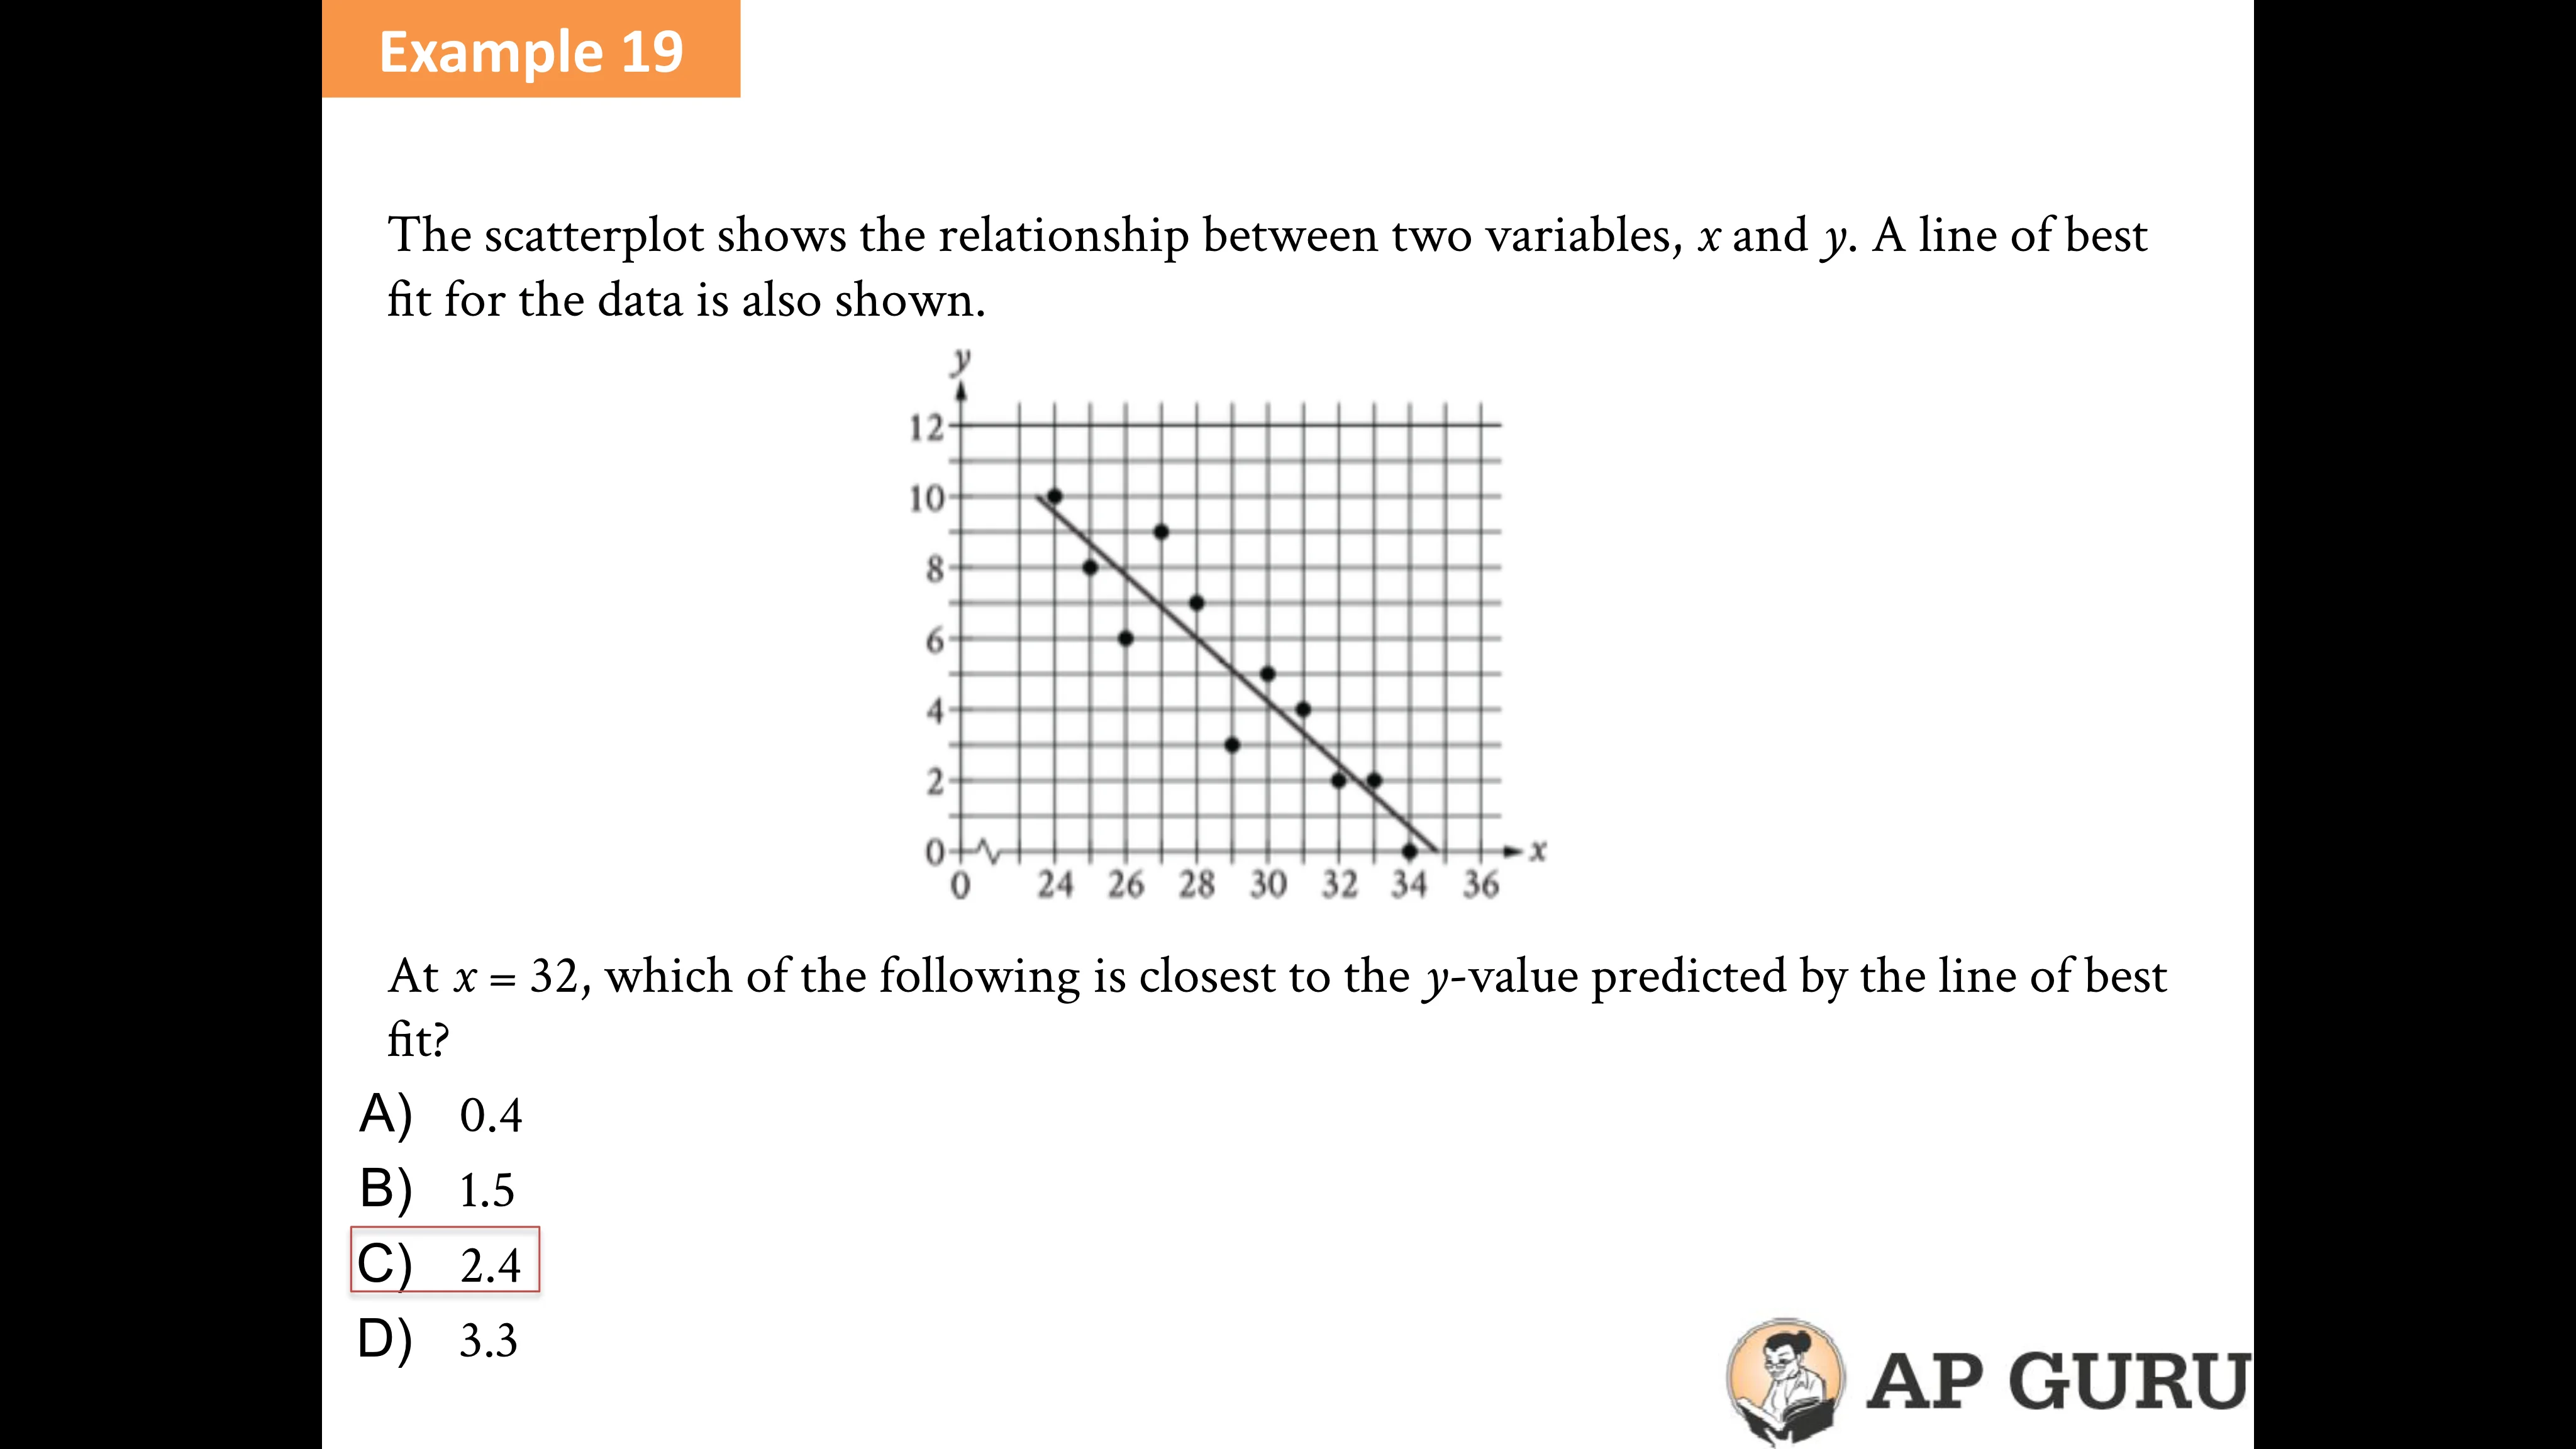 Example 19
The scatterplot shows the relationship between two variables, x and y. A line of best
fit for the data is also shown.
y
12
10
8
6
4
2
0
x
0 24 26 28 30 32 34 36
At x = 32, which of the following is closest to the y-value predicted by the line of best
fit?
A) 0.4
B) 1.5
C) 2.4
D) 3.3
AP GURU